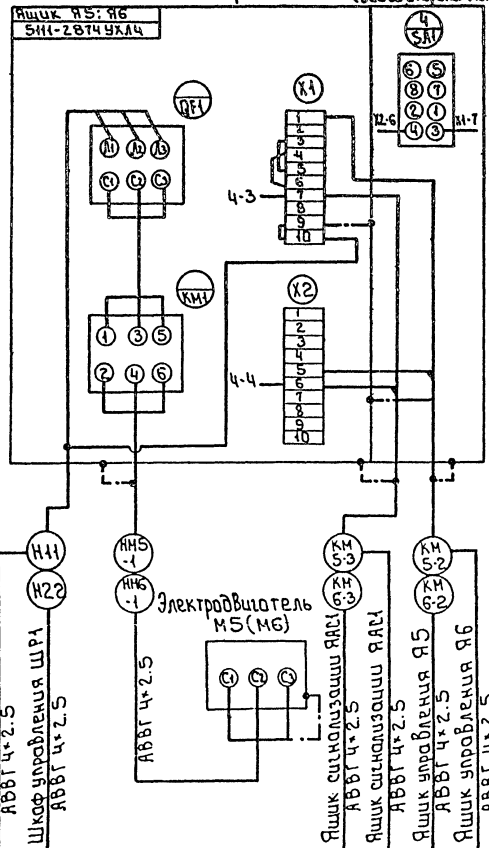 Ящик Я5; Я6
5111-2874УХЛ4
4
SA1
6 5
8 7
2 1
4 3
X2-6
X1-7
QF1
Л1 Л2 Л3
С1 С2 С3
X1
1
2
3
4
5
6
7
8
9
10
4-3
КМ1
1 3 5
2 4 6
X2
1
2
3
4
5
6
7
8
9
10
4-4
Н11
Н22
НМ5
-1
НМ6
-1
КМ
5-3
КМ
6-3
КМ
5-2
КМ
6-2
Электродвигатель
М5(М6)
С1 С2 С3
АВВГ 4×2.5
Шкаф управления ШР1
АВВГ 4×2.5
АВВГ 4×2.5
Ящик сигнализации ЯАС1
АВВГ 4×2.5
Ящик сигнализации ЯАС1
АВВГ 4×2.5
Ящик управления Я5
АВВГ 4×2.5
Ящик управления Я6
АВВГ 4×2.5